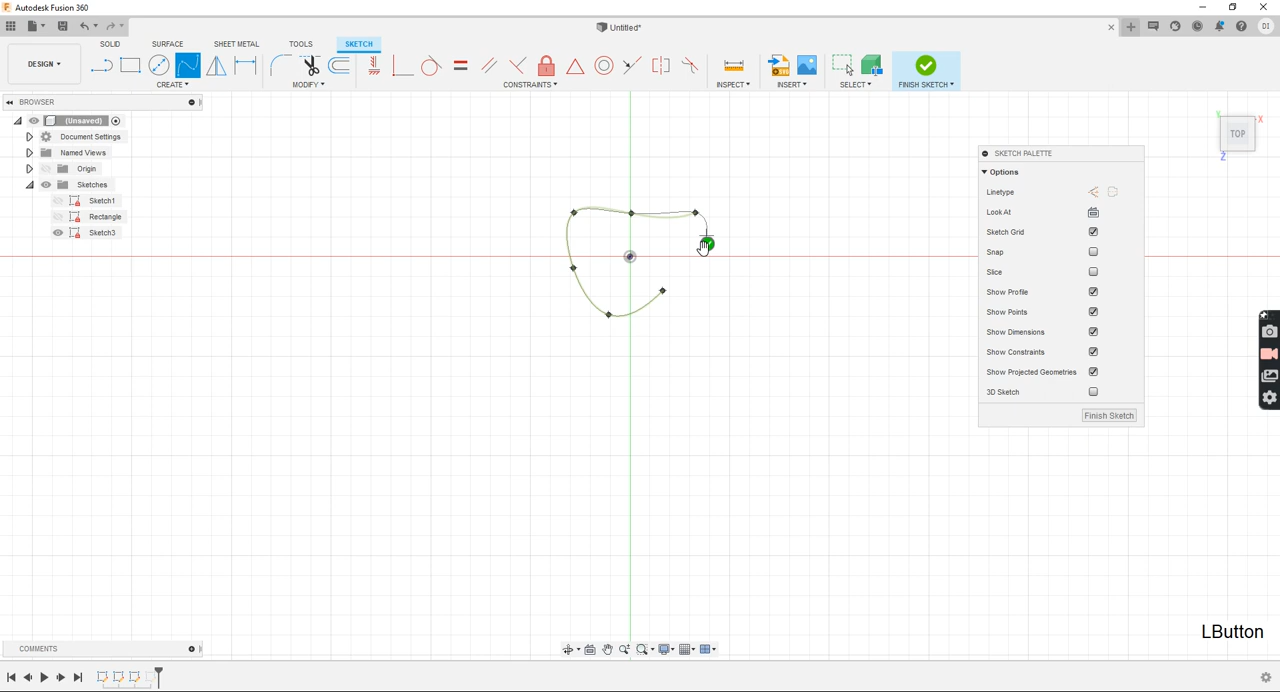 Autodesk Fusion 360
Untitled*
DI
DESIGN
SOLID
SURFACE
SHEET METAL
TOOLS
SKETCH
CREATE
MODIFY
CONSTRAINTS
INSPECT
INSERT
SELECT
FINISH SKETCH
BROWSER
(Unsaved)
Document Settings
Named Views
Origin
Sketches
Sketch1
Rectangle
Sketch3
Y
X
TOP
Z
SKETCH PALETTE
Options
Linetype
Look At
Sketch Grid
Snap
Slice
Show Profile
Show Points
Show Dimensions
Show Constraints
Show Projected Geometries
3D Sketch
Finish Sketch
LButton
COMMENTS